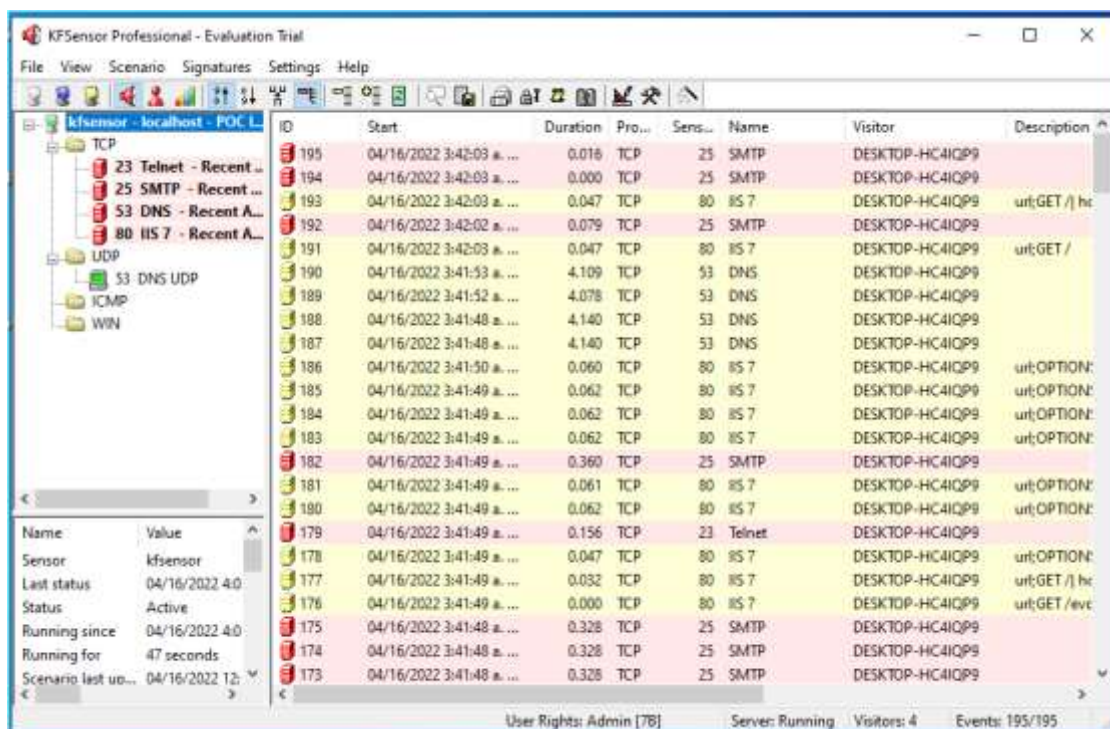 KFSensor Professional - Evaluation Trial
File View Scenario Signatures Settings Help
kfsensor - localhost - POC L...
TCP
23 Telnet - Recent ...
25 SMTP - Recent ...
53 DNS - Recent A...
80 IIS 7 - Recent A...
UDP
53 DNS UDP
ICMP
WIN
Name Value
Sensor kfsensor
Last status 04/16/2022 4:0
Status Active
Running since 04/16/2022 4:0
Running for 47 seconds
Scenario last up... 04/16/2022 12:
ID Start Duration Pro... Sens... Name Visitor Description
195 04/16/2022 3:42:03 a. ... 0.016 TCP 25 SMTP DESKTOP-HC4IQP9
194 04/16/2022 3:42:03 a. ... 0.000 TCP 25 SMTP DESKTOP-HC4IQP9
193 04/16/2022 3:42:03 a. ... 0.047 TCP 80 IIS 7 DESKTOP-HC4IQP9 url;GET /| ho
192 04/16/2022 3:42:02 a. ... 0.079 TCP 25 SMTP DESKTOP-HC4IQP9
191 04/16/2022 3:42:03 a. ... 0.047 TCP 80 IIS 7 DESKTOP-HC4IQP9 url;GET /
190 04/16/2022 3:41:53 a. ... 4.109 TCP 53 DNS DESKTOP-HC4IQP9
189 04/16/2022 3:41:52 a. ... 4.078 TCP 53 DNS DESKTOP-HC4IQP9
188 04/16/2022 3:41:48 a. ... 4.140 TCP 53 DNS DESKTOP-HC4IQP9
187 04/16/2022 3:41:48 a. ... 4.140 TCP 53 DNS DESKTOP-HC4IQP9
186 04/16/2022 3:41:50 a. ... 0.060 TCP 80 IIS 7 DESKTOP-HC4IQP9 url;OPTION
185 04/16/2022 3:41:49 a. ... 0.062 TCP 80 IIS 7 DESKTOP-HC4IQP9 url;OPTION
184 04/16/2022 3:41:49 a. ... 0.062 TCP 80 IIS 7 DESKTOP-HC4IQP9 url;OPTION
183 04/16/2022 3:41:49 a. ... 0.062 TCP 80 IIS 7 DESKTOP-HC4IQP9 url;OPTION
182 04/16/2022 3:41:49 a. ... 0.360 TCP 25 SMTP DESKTOP-HC4IQP9
181 04/16/2022 3:41:49 a. ... 0.061 TCP 80 IIS 7 DESKTOP-HC4IQP9 url;OPTION
180 04/16/2022 3:41:49 a. ... 0.062 TCP 80 IIS 7 DESKTOP-HC4IQP9 url;OPTION
179 04/16/2022 3:41:49 a. ... 0.156 TCP 23 Telnet DESKTOP-HC4IQP9
178 04/16/2022 3:41:49 a. ... 0.047 TCP 80 IIS 7 DESKTOP-HC4IQP9 url;OPTION
177 04/16/2022 3:41:49 a. ... 0.032 TCP 80 IIS 7 DESKTOP-HC4IQP9 url;GET /| ho
176 04/16/2022 3:41:49 a. ... 0.000 TCP 80 IIS 7 DESKTOP-HC4IQP9 url;GET /evo
175 04/16/2022 3:41:48 a. ... 0.328 TCP 25 SMTP DESKTOP-HC4IQP9
174 04/16/2022 3:41:48 a. ... 0.328 TCP 25 SMTP DESKTOP-HC4IQP9
173 04/16/2022 3:41:48 a. ... 0.328 TCP 25 SMTP DESKTOP-HC4IQP9
User Rights: Admin [78] Server: Running Visitors: 4 Events: 195/195